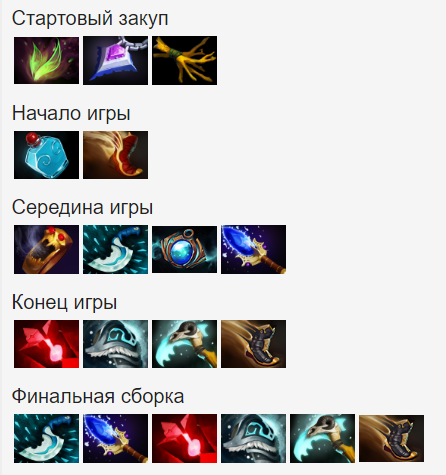 Стартовый закуп
Начало игры
Середина игры
Конец игры
Финальная сборка